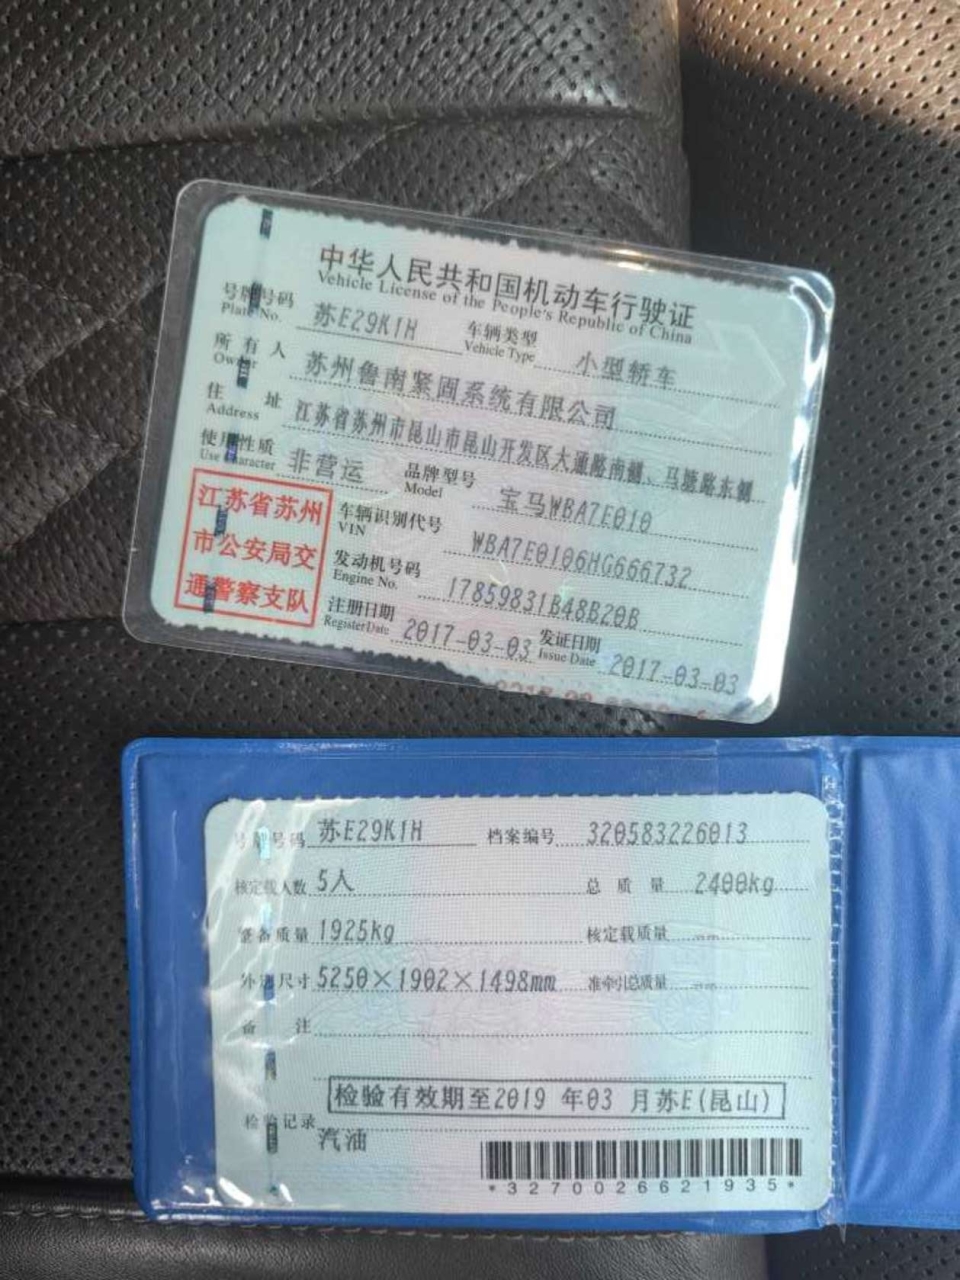 中华人民共和国机动车行驶证
Vehicle License of the People's Republic of China
号牌号码 苏E29K1H 车辆类型 小型轿车
Plate No. Vehicle Type
所有人 苏州鲁南紧固系统有限公司
Owner
住址 江苏省苏州市昆山市昆山开发区大通路南侧、马塘路东侧
Address
使用性质 非营运 品牌型号 宝马WBA7E010
Use Character Model
江苏省苏州
市公安局交
通警察支队
车辆识别代号 WBA7E0106HG666732
VIN
发动机号码 17859831B48B20B
Engine No.
注册日期 2017-03-03 发证日期 2017-03-03
Register Date Issue Date
号牌号码 苏E29K1H 档案编号 320583226013
核定载人数 5人 总质量 2400kg
整备质量 1925kg 核定载质量 --
外廓尺寸 5250×1902×1498mm 准牵引总质量 --
备注
检验有效期至2019 年03 月苏E(昆山)
检验记录
汽油
*3270026621935*